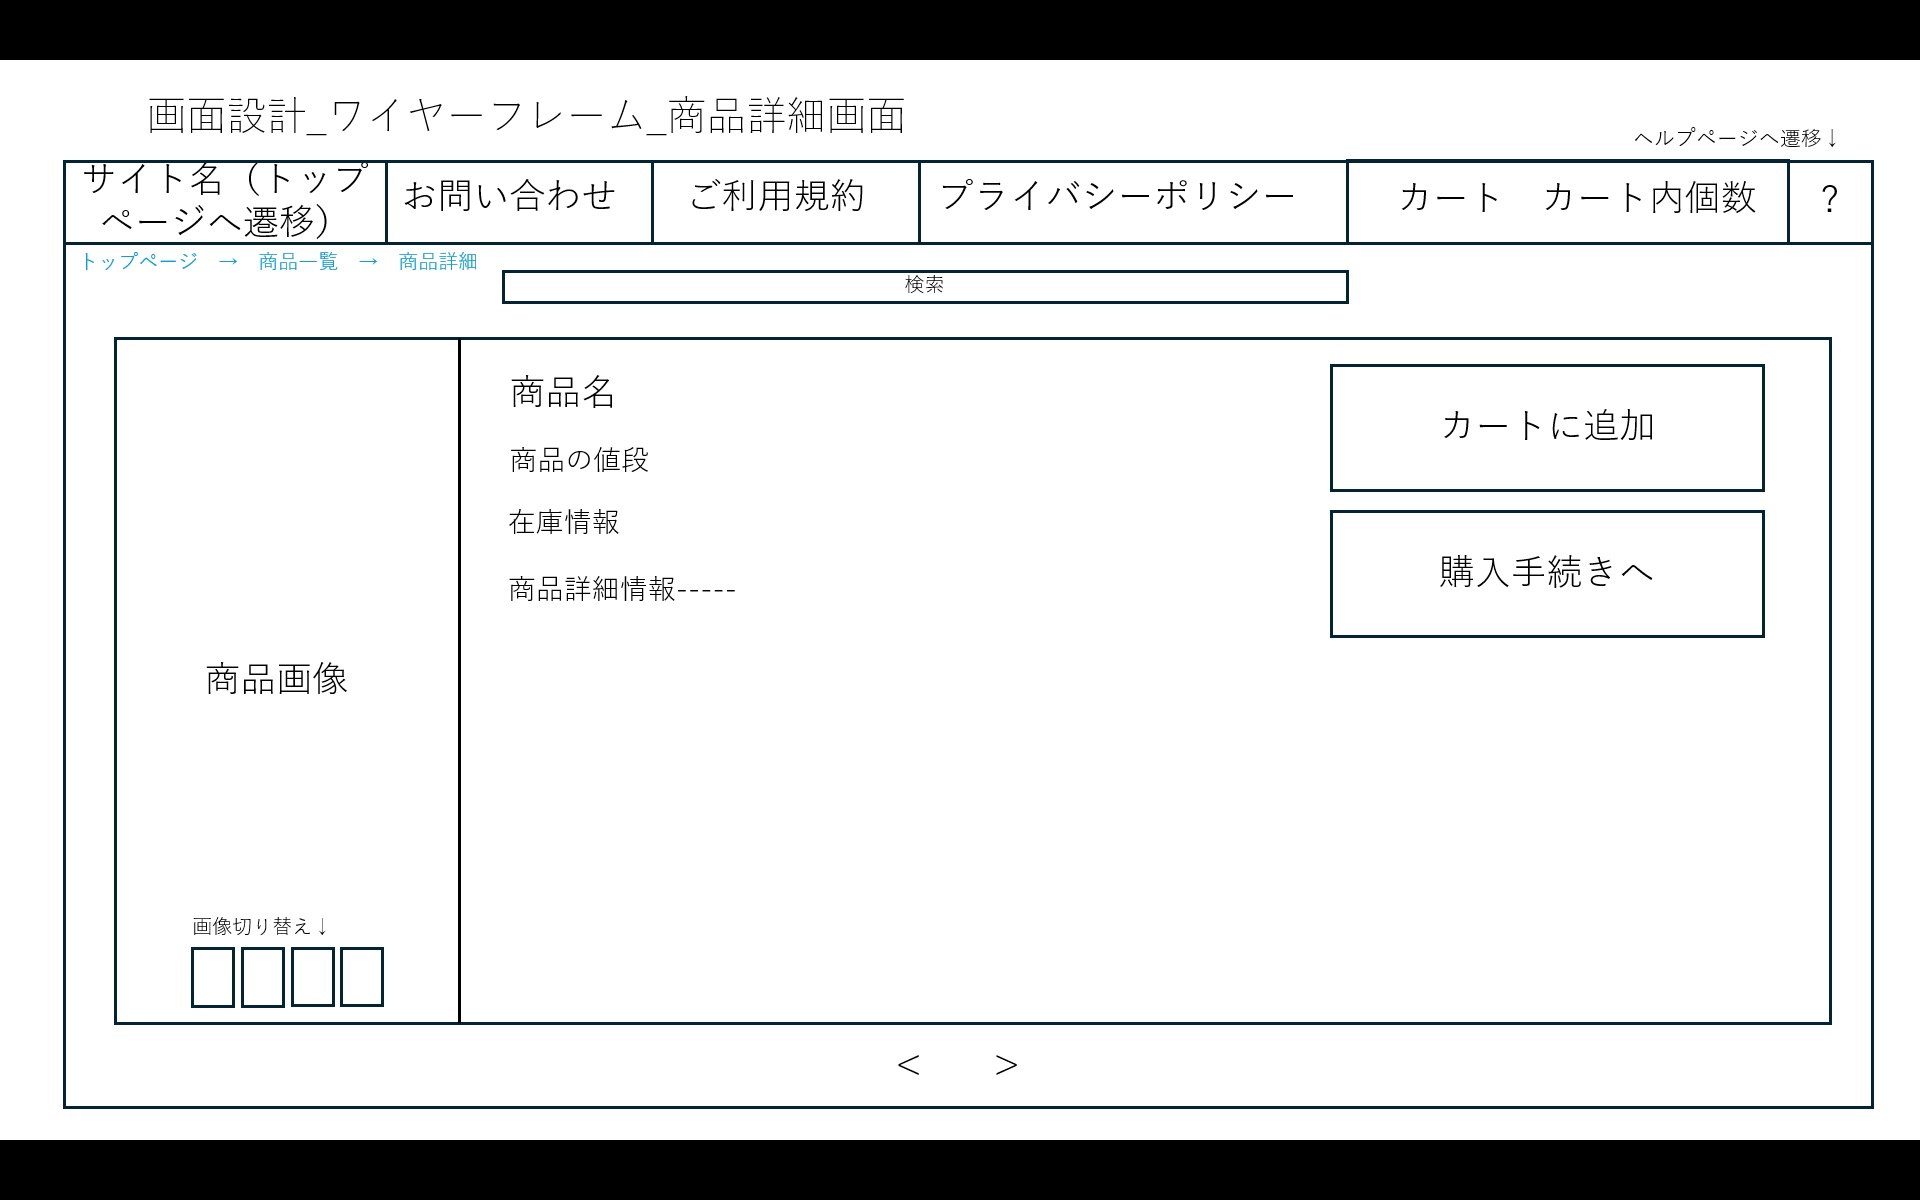 画面設計_ワイヤーフレーム_商品詳細画面
ヘルプページへ遷移↓
サイト名（トップ
ページへ遷移）
お問い合わせ
ご利用規約
プライバシーポリシー
カート　カート内個数
？
トップページ　→　商品一覧　→　商品詳細
検索
商品名
商品の値段
在庫情報
商品詳細情報-----
カートに追加
購入手続きへ
商品画像
画像切り替え↓
＜　＞